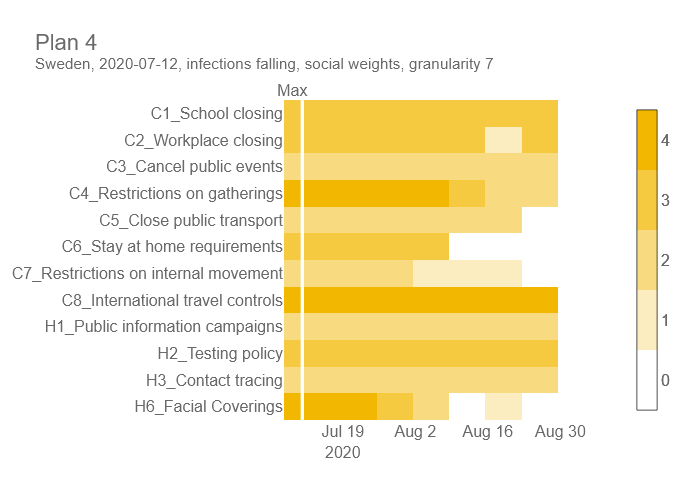 Plan 4
Sweden, 2020-07-12, infections falling, social weights, granularity 7
Max
C1_School closing
C2_Workplace closing
C3_Cancel public events
C4_Restrictions on gatherings
C5_Close public transport
C6_Stay at home requirements
C7_Restrictions on internal movement
C8_International travel controls
H1_Public information campaigns
H2_Testing policy
H3_Contact tracing
H6_Facial Coverings
Jul 19 Aug 2 Aug 16 Aug 30
2020
4
3
2
1
0